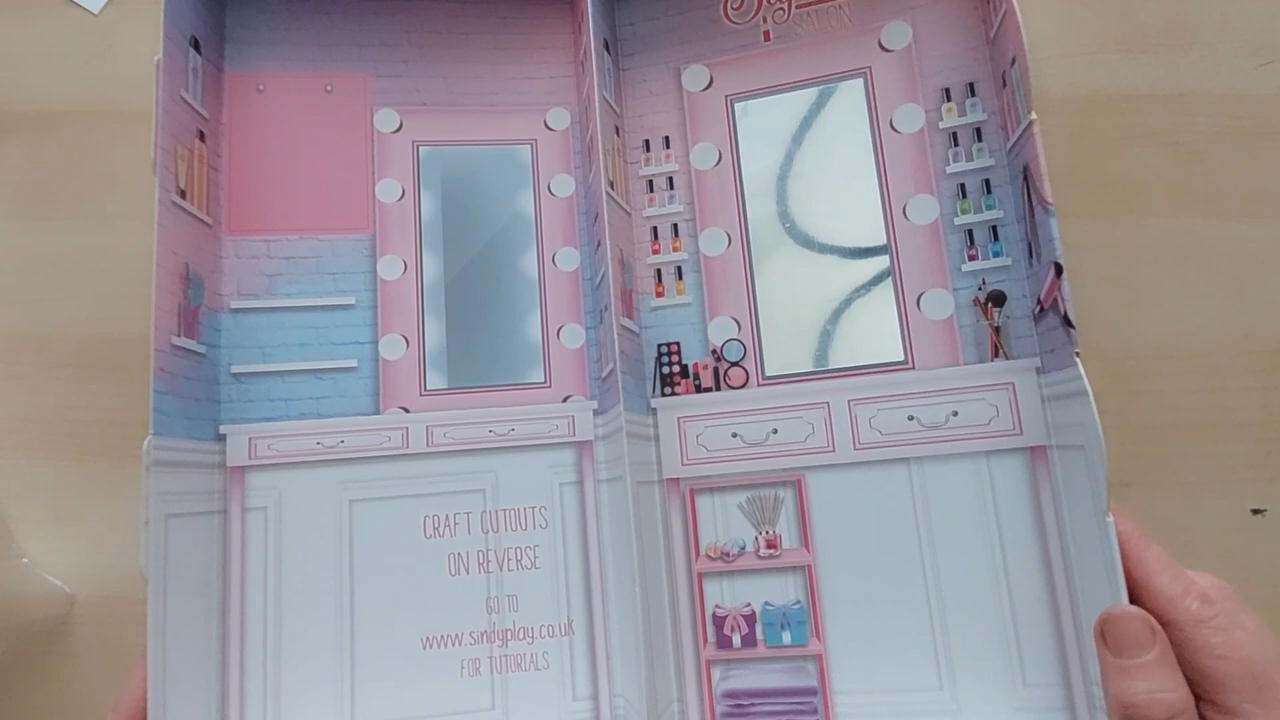 SALON
CRAFT CUTOUTS
ON REVERSE
GO TO
www.sindyplay.co.uk
FOR TUTORIALS